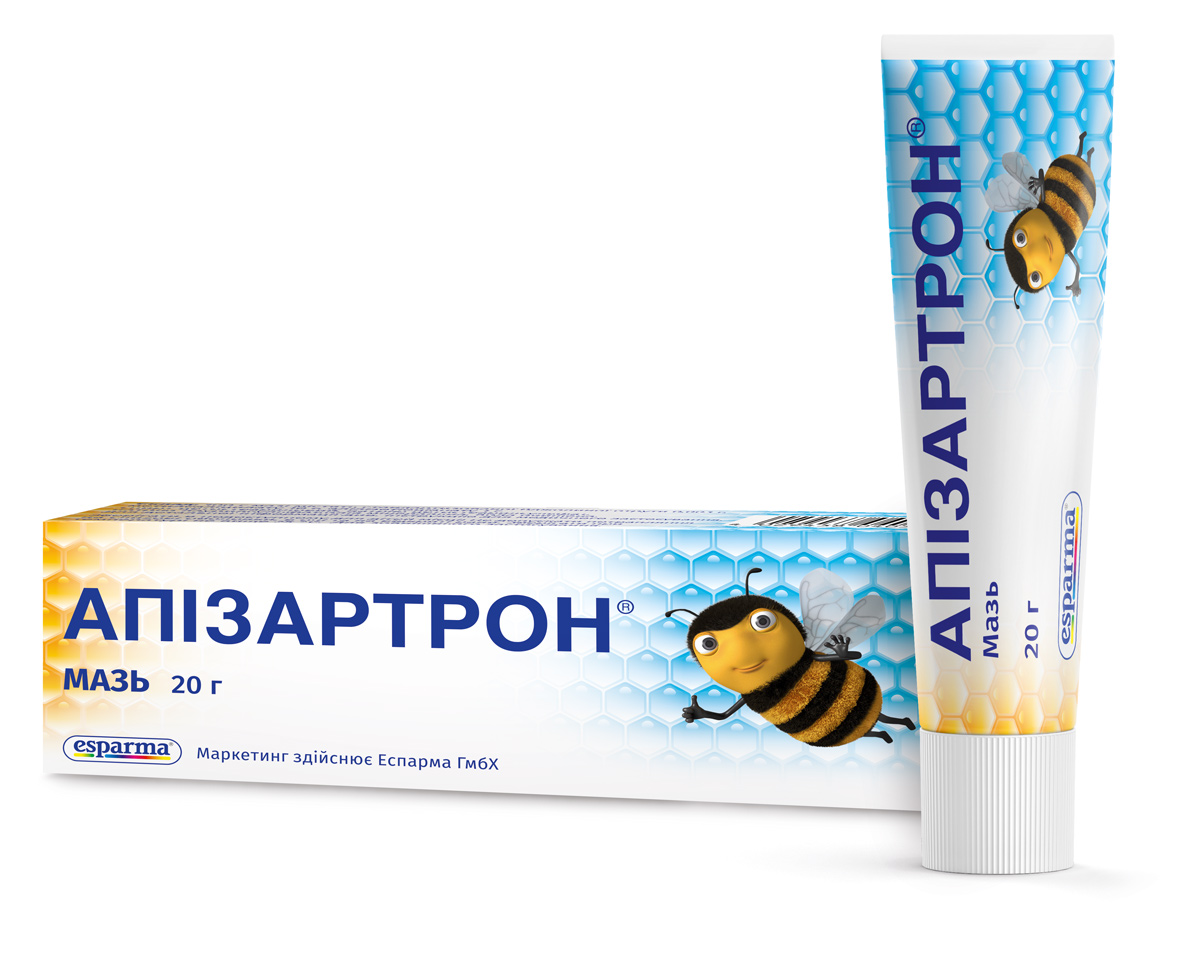 АПІЗАРТРОН®
МАЗЬ 20 г
esparma®
Маркетинг здійснює Еспарма ГмбХ
АПІЗАРТРОН®
Мазь
20 г
esparma®